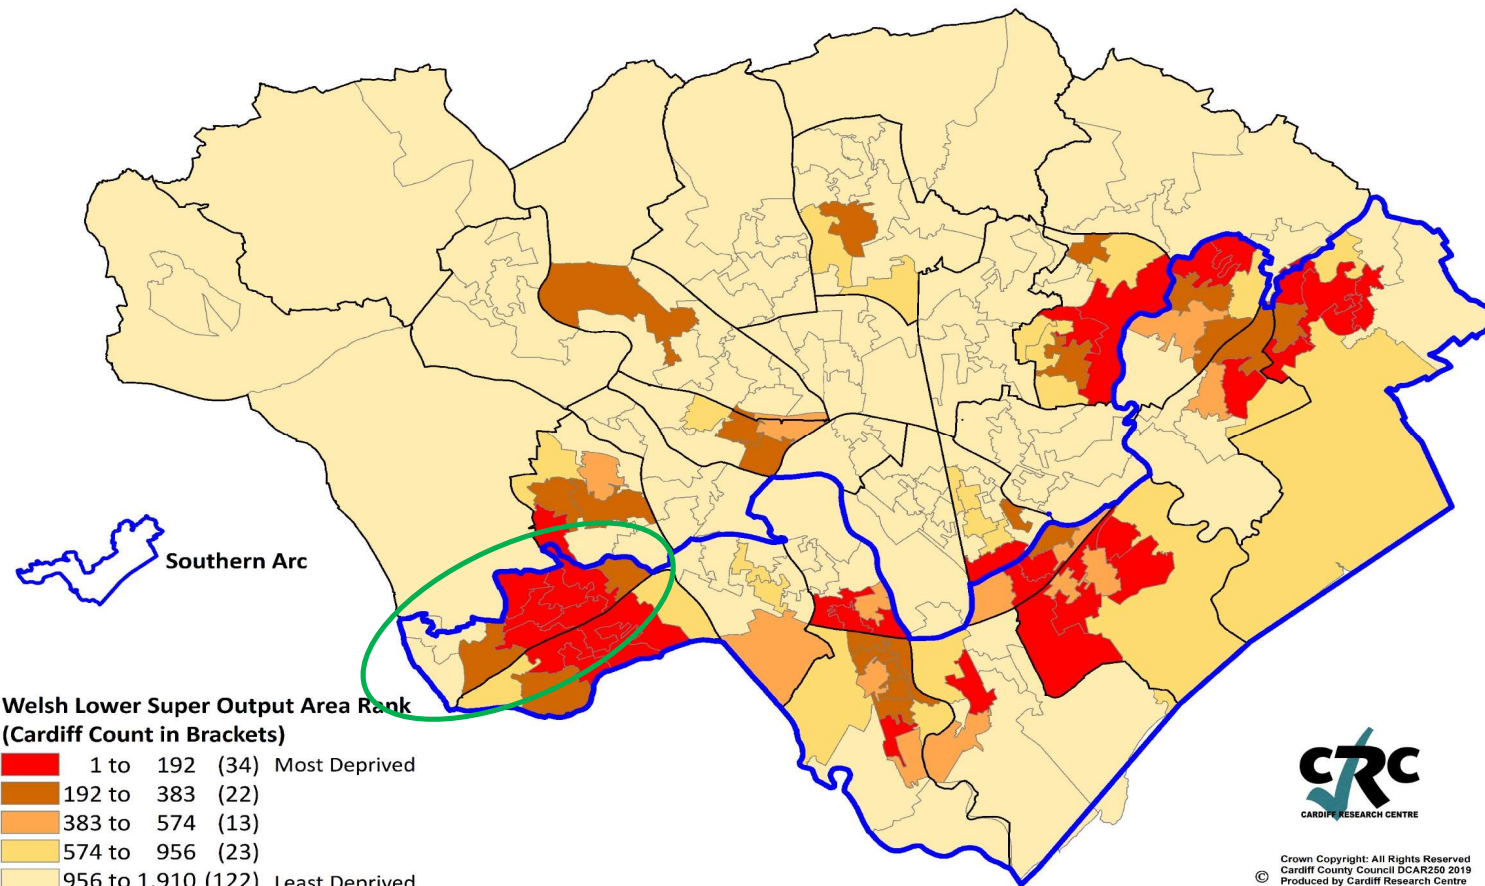 Southern Arc
Welsh Lower Super Output Area Rank
(Cardiff Count in Brackets)
1 to 192 (34) Most Deprived
192 to 383 (22)
383 to 574 (13)
574 to 956 (23)
956 to 1,910 (122) Least Deprived
CRC
CARDIFF RESEARCH CENTRE
Crown Copyright: All Rights Reserved
Cardiff County Council DCAR250 2019
© Produced by Cardiff Research Centre